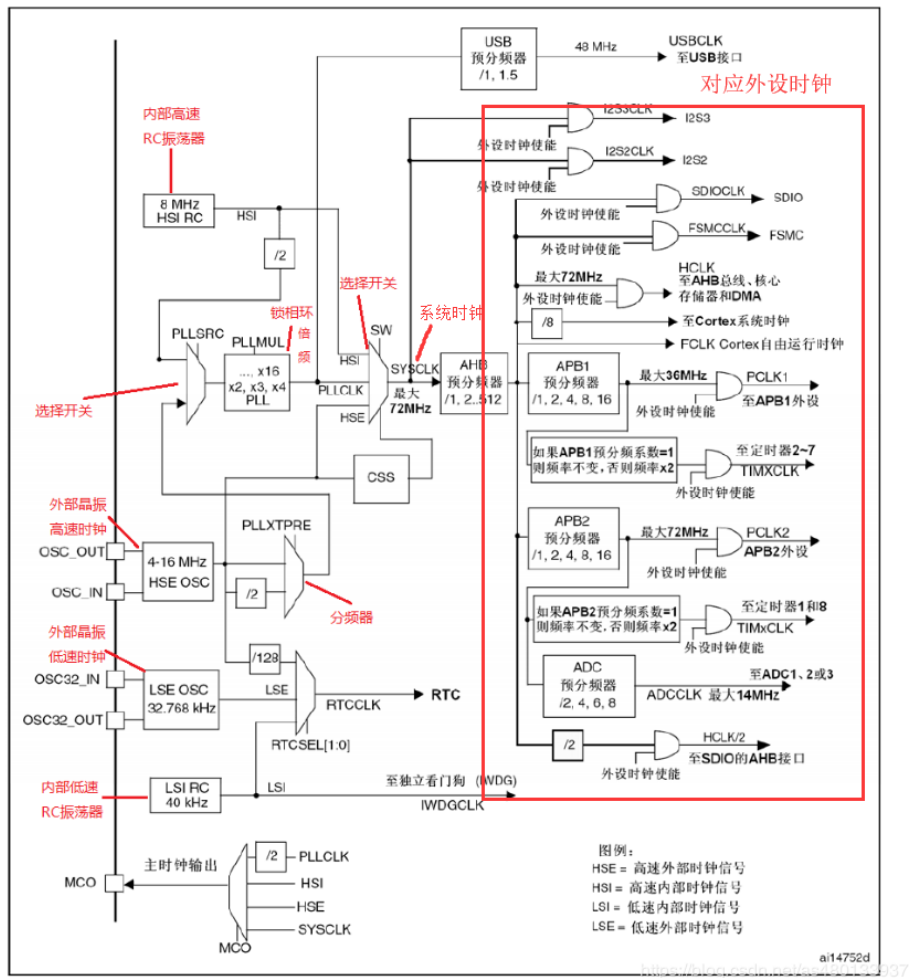 USB
预分频器
/1, 1.5
48 MHz
USBCLK
至USB接口
对应外设时钟
内部高速
RC振荡器
8 MHz
HSI RC
HSI
/2
I2S3CLK
I2S3
外设时钟使能
I2S2CLK
I2S2
外设时钟使能
SDIOCLK
SDIO
外设时钟使能
FSMCCLK
FSMC
外设时钟使能
选择开关
系统时钟
锁相环
倍
频
最大72MHz
外设时钟使能
HCLK
至AHB总线、核心
存储器和DMA
/8
至Cortex系统时钟
FCLK Cortex自由运行时钟
PLLSRC
PLLMUL
..., x16
x2, x3, x4
PLL
SW
HSI
PLLCLK
HSE
SYSCLK
最大
72MHz
AHB
预分频器
/1, 2..512
选择开关
APB1
预分频器
/1, 2, 4, 8, 16
最大36MHz
PCLK1
至APB1外设
外设时钟使能
CSS
如果APB1预分频系数=1
则频率不变，否则频率x2
至定时器2~7
TIMXCLK
外设时钟使能
外部晶振
高速时钟
OSC_OUT
OSC_IN
4-16 MHz
HSE OSC
PLLXTPRE
/2
分频器
APB2
预分频器
/1, 2, 4, 8, 16
最大72MHz
PCLK2
APB2外设
外设时钟使能
如果APB2预分频系数=1
则频率不变，否则频率x2
至定时器1和8
TIMxCLK
外设时钟使能
外部晶振
低速时钟
OSC32_IN
OSC32_OUT
LSE OSC
32.768 kHz
/128
LSE
RTCCLK
RTC
RTCSEL[1:0]
ADC
预分频器
/2, 4, 6, 8
至ADC1、2或3
ADCCLK 最大14MHz
/2
HCLK/2
至SDIO的AHB接口
外设时钟使能
内部低速
RC振荡器
LSI RC
40 kHz
LSI
至独立看门狗 (IWDG)
IWDGCLK
主时钟输出
MCO
/2
PLLCLK
HSI
HSE
SYSCLK
MCO
图例：
HSE = 高速外部时钟信号
HSI = 高速内部时钟信号
LSI = 低速内部时钟信号
LSE = 低速外部时钟信号
ai14752d
https://blog.csdn.net/as480133937